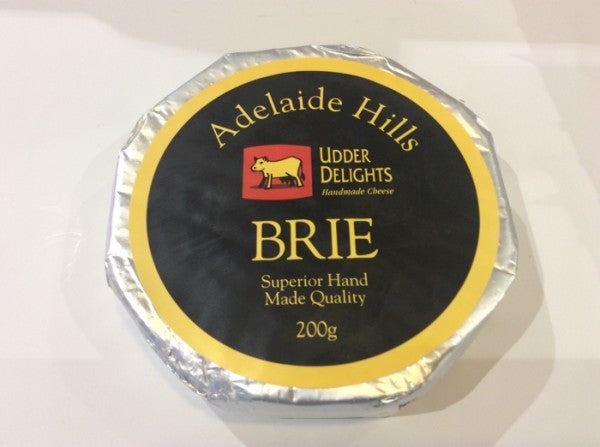 Adelaide Hills
UDDER
DELIGHTS
Handmade Cheese
BRIE
Superior Hand
Made Quality
200g